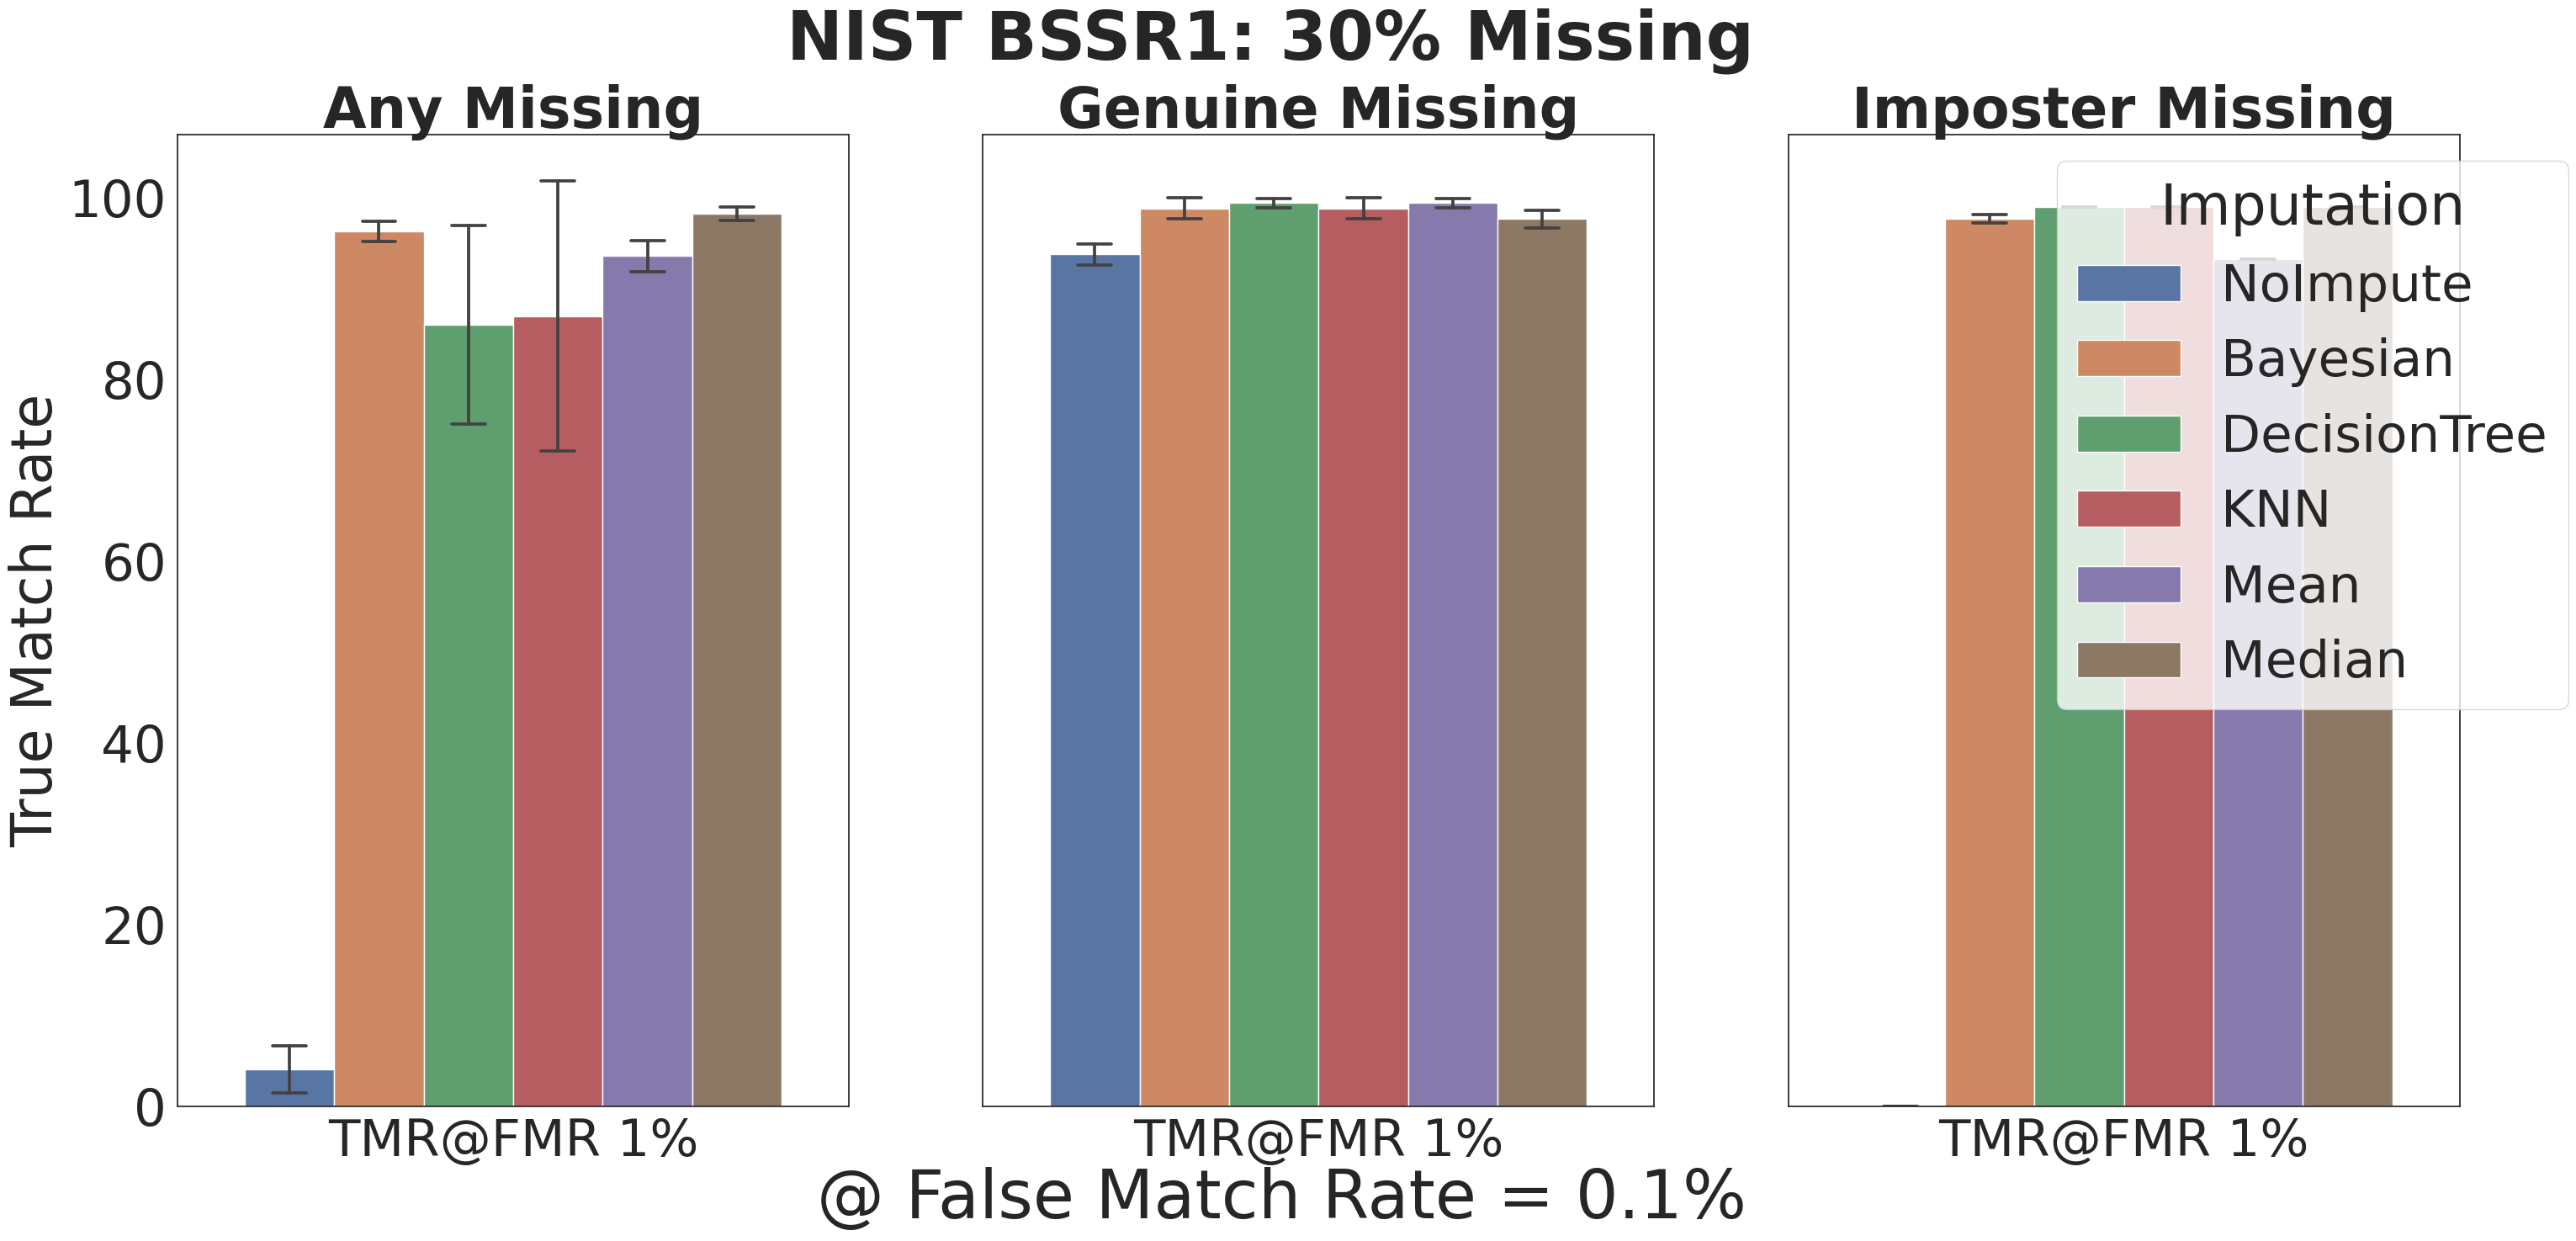 NIST BSSR1: 30% Missing
Any Missing
Genuine Missing
Imposter Missing
True Match Rate
100
80
60
40
20
0
Imputation
NoImpute
Bayesian
DecisionTree
KNN
Mean
Median
TMR@FMR 1%
TMR@FMR 1%
TMR@FMR 1%
@ False Match Rate = 0.1%